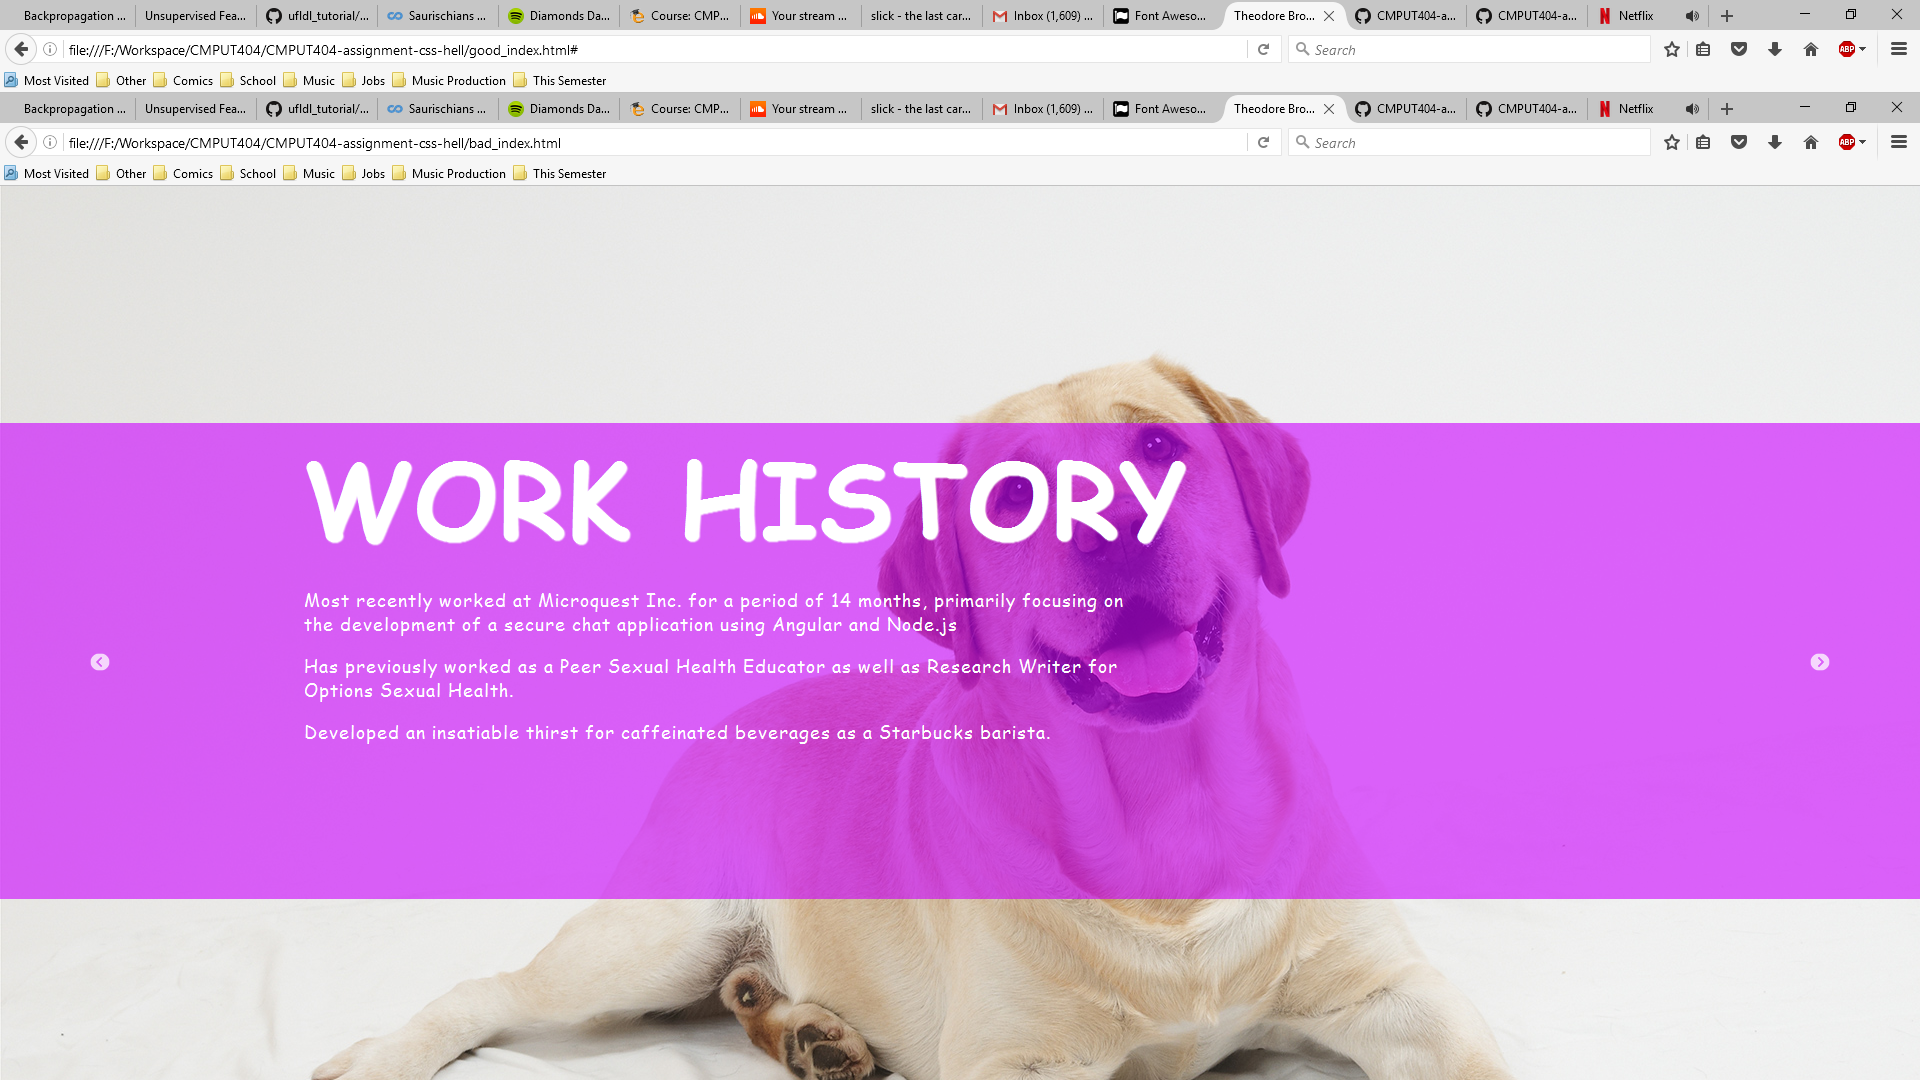 Backpropagation ... Unsupervised Fea... ufldl_tutorial/... Saurischians ... Diamonds Da... Course: CMP... Your stream ... slick - the last car... Inbox (1,609) ... Font Aweso... Theodore Bro... CMPUT404-a... CMPUT404-a... Netflix
file:///F:/Workspace/CMPUT404/CMPUT404-assignment-css-hell/good_index.html# Search ABP
Most Visited Other Comics School Music Jobs Music Production This Semester
Backpropagation ... Unsupervised Fea... ufldl_tutorial/... Saurischians ... Diamonds Da... Course: CMP... Your stream ... slick - the last car... Inbox (1,609) ... Font Aweso... Theodore Bro... CMPUT404-a... CMPUT404-a... Netflix
file:///F:/Workspace/CMPUT404/CMPUT404-assignment-css-hell/bad_index.html Search ABP
Most Visited Other Comics School Music Jobs Music Production This Semester
WORK HISTORY
Most recently worked at Microquest Inc. for a period of 14 months, primarily focusing on
the development of a secure chat application using Angular and Node.js
Has previously worked as a Peer Sexual Health Educator as well as Research Writer for
Options Sexual Health.
Developed an insatiable thirst for caffeinated beverages as a Starbucks barista.